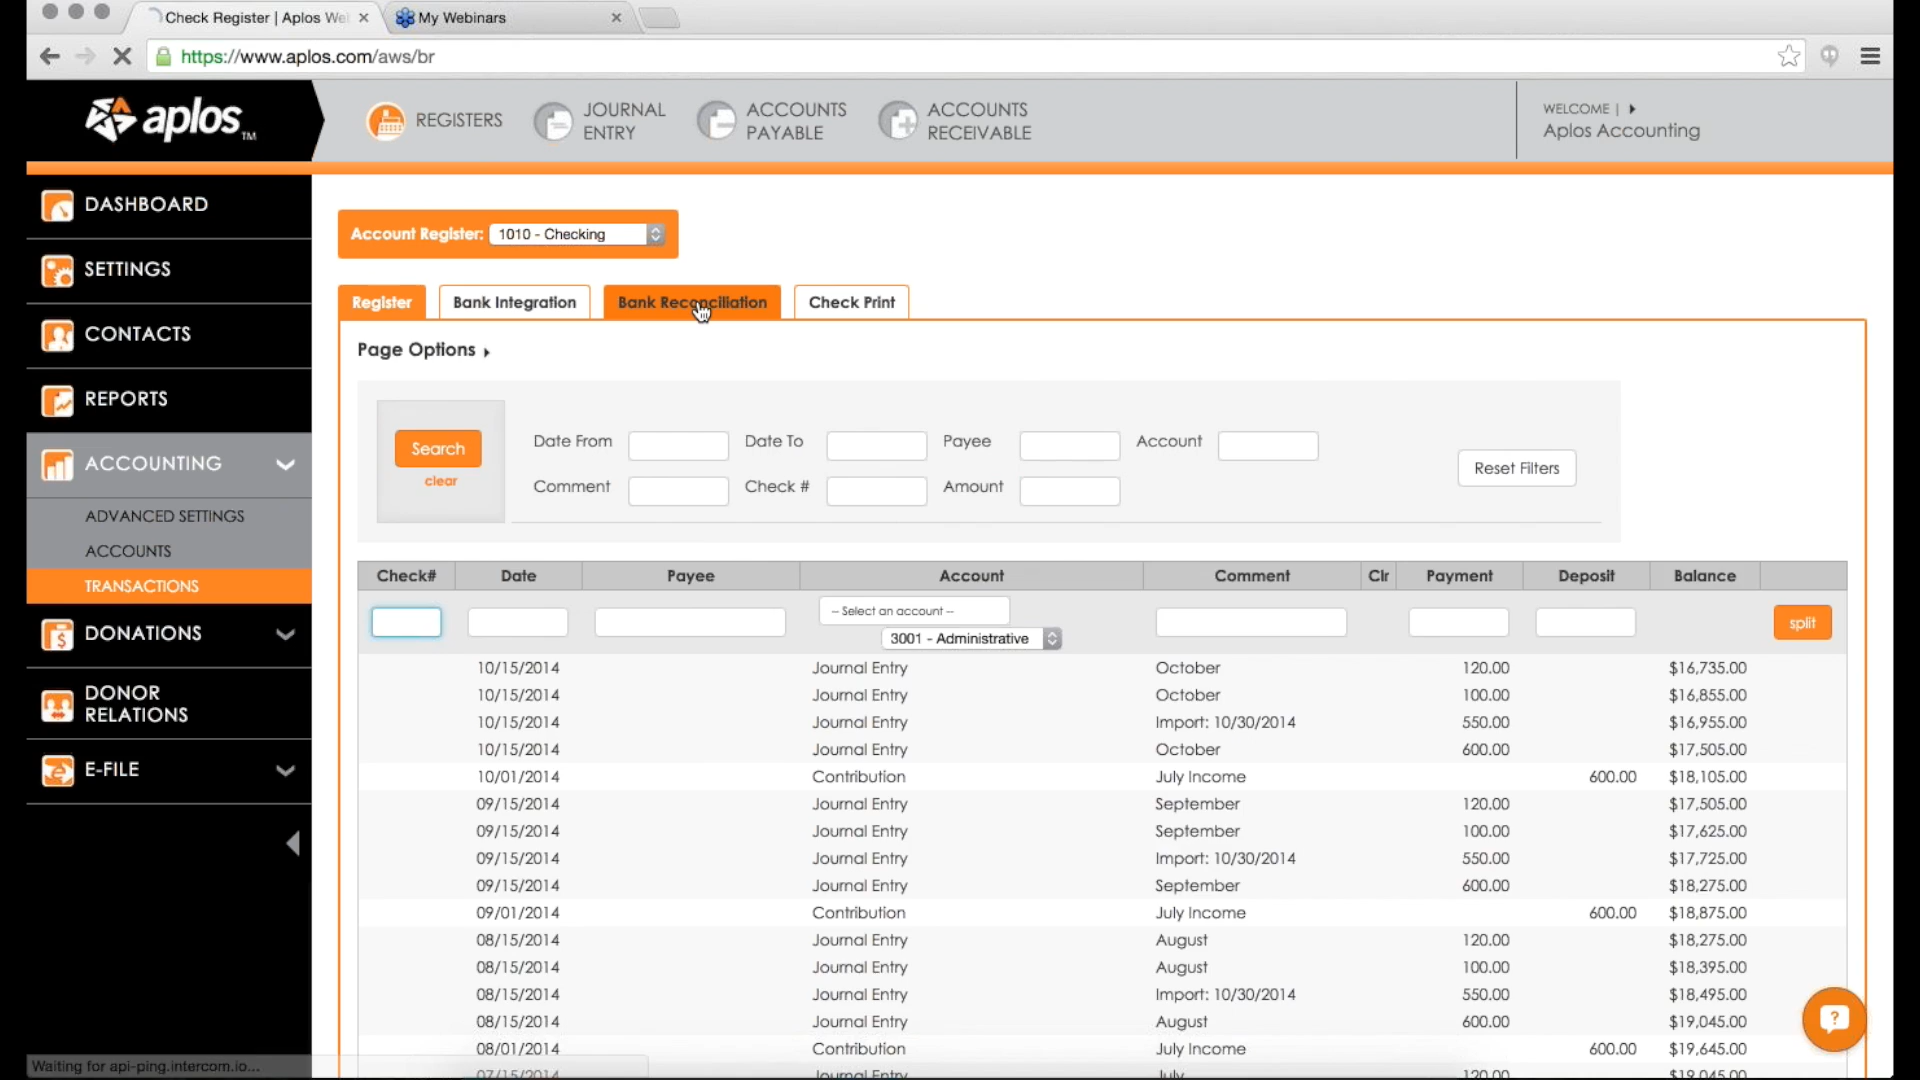 Check Register | Aplos We
My Webinars
https://www.aplos.com/aws/br
aplos TM
REGISTERS
JOURNAL
ENTRY
ACCOUNTS
PAYABLE
ACCOUNTS
RECEIVABLE
WELCOME |
Aplos Accounting
DASHBOARD
SETTINGS
CONTACTS
REPORTS
ACCOUNTING
ADVANCED SETTINGS
ACCOUNTS
TRANSACTIONS
DONATIONS
DONOR
RELATIONS
E-FILE
Account Register: 1010 - Checking
Register Bank Integration Bank Reconciliation Check Print
Page Options
Search
clear
Date From Date To Payee Account
Comment Check # Amount
Reset Filters
Check# Date Payee Account Comment Clr Payment Deposit Balance
-- Select an account --
3001 - Administrative
split
10/15/2014 Journal Entry October 120.00 $16,735.00
10/15/2014 Journal Entry October 100.00 $16,855.00
10/15/2014 Journal Entry Import: 10/30/2014 550.00 $16,955.00
10/15/2014 Journal Entry October 600.00 $17,505.00
10/01/2014 Contribution July Income 600.00 $18,105.00
09/15/2014 Journal Entry September 120.00 $17,505.00
09/15/2014 Journal Entry September 100.00 $17,625.00
09/15/2014 Journal Entry Import: 10/30/2014 550.00 $17,725.00
09/15/2014 Journal Entry September 600.00 $18,275.00
09/01/2014 Contribution July Income 600.00 $18,875.00
08/15/2014 Journal Entry August 120.00 $18,275.00
08/15/2014 Journal Entry August 100.00 $18,395.00
08/15/2014 Journal Entry Import: 10/30/2014 550.00 $18,495.00
08/15/2014 Journal Entry August 600.00 $19,045.00
08/01/2014 Contribution July Income 600.00 $19,645.00
07/15/2014 Journal Entry July 120.00 $19,045.00
Waiting for api-ping.intercom.io...